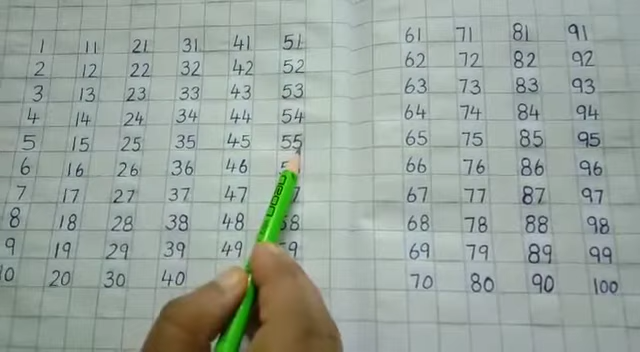 1 11 21 31 41 51 61 71 81 91
2 12 22 32 42 52 62 72 82 92
3 13 23 33 43 53 63 73 83 93
4 14 24 34 44 54 64 74 84 94
5 15 25 35 45 55 65 75 85 95
6 16 26 36 46 66 76 86 96
7 17 27 37 47 67 77 87 97
8 18 28 38 48 58 68 78 88 98
9 19 29 39 49 59 69 79 89 99
10 20 30 40 70 80 90 100